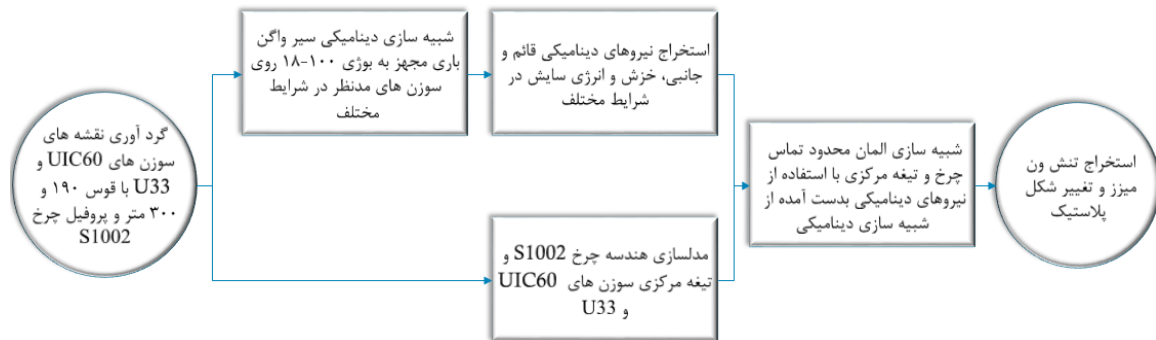 گرد آوری نقشه های
سوزن های UIC60 و
U33 با قوس ۱۹۰ و
۳۰۰ متر و پروفیل چرخ
S1002
شبیه سازی دینامیکی سیر واگن
باری مجهز به بوژی ۱۰۰-۱۸ روی
سوزن های مدنظر در شرایط
مختلف
استخراج نیروهای دینامیکی قائم و
جانبی، خزش و انرژی سایش در
شرایط مختلف
مدلسازی هندسه چرخ S1002 و
تیغه مرکزی سوزن های UIC60
و U33
شبیه سازی المان محدود تماس
چرخ و تیغه مرکزی با استفاده از
نیروهای دینامیکی بدست آمده از
شبیه سازی دینامیکی
استخراج تنش ون
میزز و تغییر شکل
پلاستیک